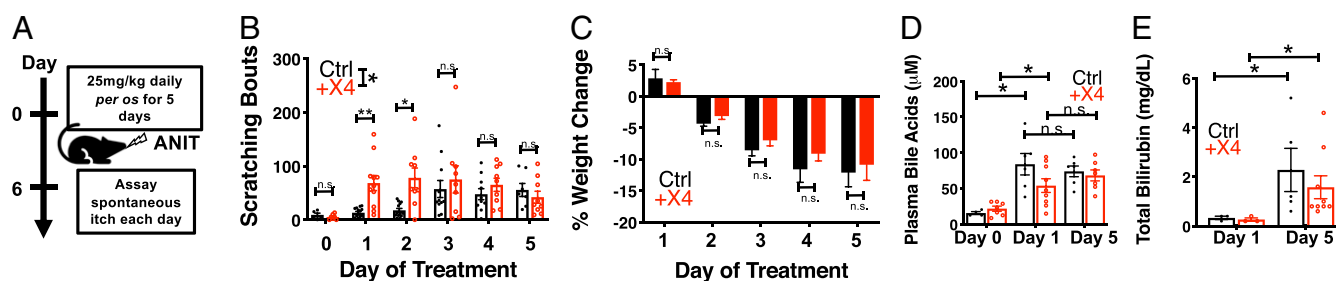 A
Day
0
6
25mg/kg daily
per os for 5
days
ANIT
Assay
spontaneous
itch each day
B
Scratching Bouts
300
200
100
0
Ctrl
+X4
*
n.s
**
*
n.s
n.s
n.s
0 1 2 3 4 5
Day of Treatment
C
% Weight Change
5
0
-5
-10
-15
-20
n.s.
n.s.
n.s.
n.s.
n.s.
Ctrl
+X4
1 2 3 4 5
Day of Treatment
D
Plasma Bile Acids (μM)
200
150
100
50
0
Ctrl
+X4
*
*
n.s.
n.s
Day 0 Day 1 Day 5
E
Total Bilirubin (mg/dL)
6
4
2
0
Ctrl
+X4
*
*
Day 1 Day 5